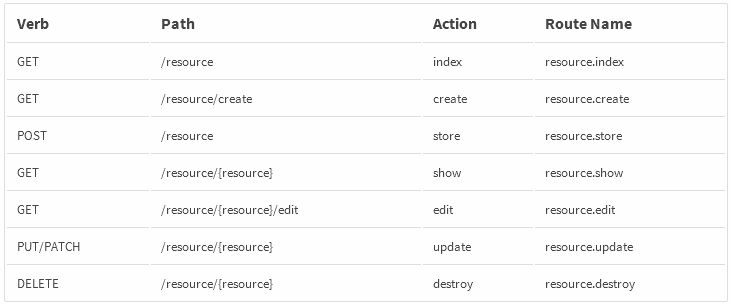 Verb Path Action Route Name
GET /resource index resource.index
GET /resource/create create resource.create
POST /resource store resource.store
GET /resource/{resource} show resource.show
GET /resource/{resource}/edit edit resource.edit
PUT/PATCH /resource/{resource} update resource.update
DELETE /resource/{resource} destroy resource.destroy